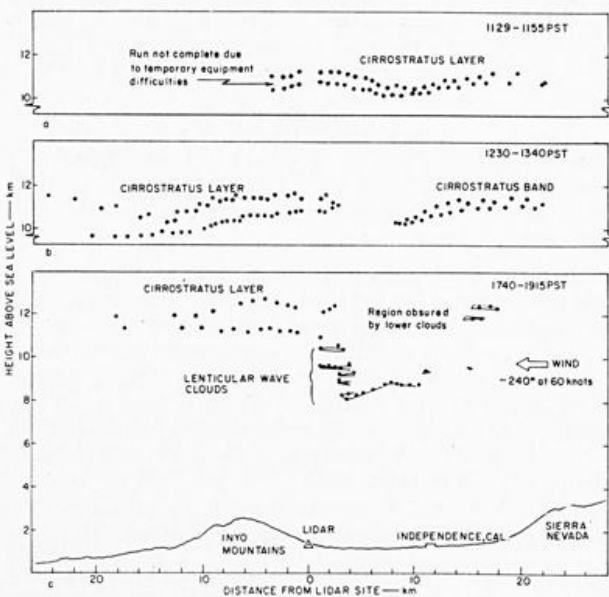 1129-1155 PST
12
Run not complete due
to temporary equipment
difficulties
CIRROSTRATUS LAYER
10
a
1230-1340 PST
12
CIRROSTRATUS LAYER
CIRROSTRATUS BAND
10
b
1740-1915 PST
CIRROSTRATUS LAYER
12
Region obsured
by lower clouds
10
LENTICULAR WAVE
CLOUDS
WIND
~240° at 60 knots
8
6
4
2
INYO
MOUNTAINS
LIDAR
INDEPENDENCE, CAL
SIERRA
NEVADA
c
20
10
0
10
20
DISTANCE FROM LIDAR SITE — km
HEIGHT ABOVE SEA LEVEL — km